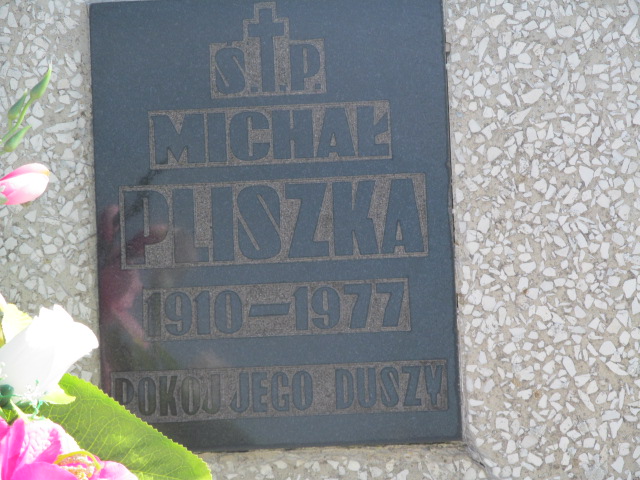 S.†P.
MICHAŁ
PLISZKA
1910-1977
POKÓJ JEGO DUSZY